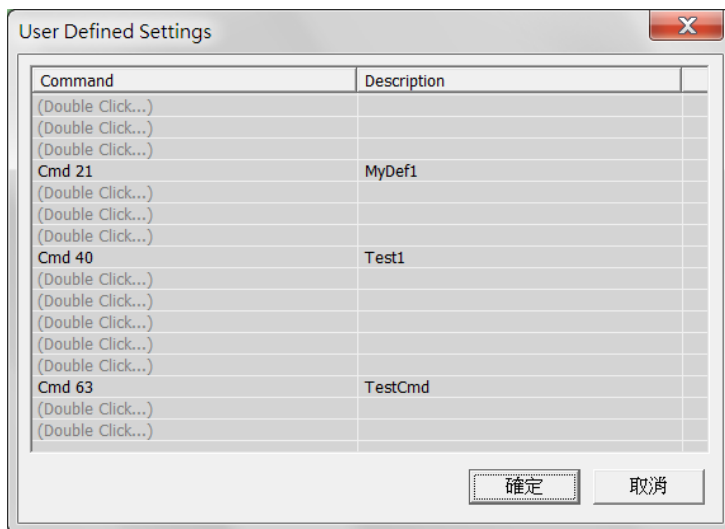 User Defined Settings
Command Description
(Double Click...)
(Double Click...)
(Double Click...)
Cmd 21 MyDef1
(Double Click...)
(Double Click...)
(Double Click...)
Cmd 40 Test1
(Double Click...)
(Double Click...)
(Double Click...)
(Double Click...)
(Double Click...)
Cmd 63 TestCmd
(Double Click...)
(Double Click...)
確定 取消